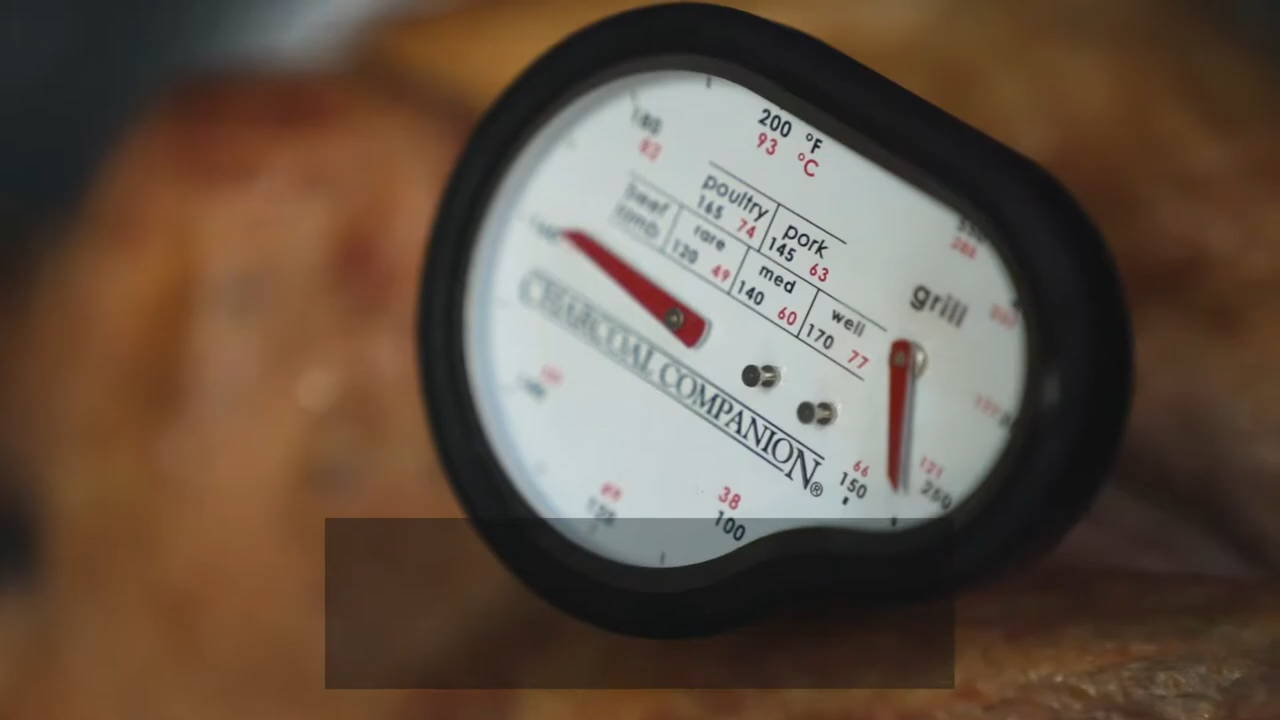 200 °F
93 °C
180
poultry
165 74
pork
145 63
beef
lamb
rare
120 49
med
140 60
well
170 77
grill
CHARCOAL COMPANION®
38
100
66
150
121
250